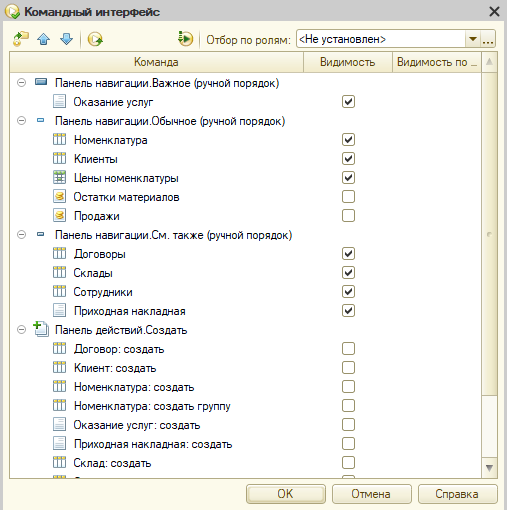 Командный интерфейс
Отбор по ролям: <Не установлен>
Команда Видимость Видимость по ...
Панель навигации.Важное (ручной порядок)
Оказание услуг
Панель навигации.Обычное (ручной порядок)
Номенклатура
Клиенты
Цены номенклатуры
Остатки материалов
Продажи
Панель навигации.См. также (ручной порядок)
Договоры
Склады
Сотрудники
Приходная накладная
Панель действий.Создать
Договор: создать
Клиент: создать
Номенклатура: создать
Номенклатура: создать группу
Оказание услуг: создать
Приходная накладная: создать
Склад: создать
ОК Отмена Справка